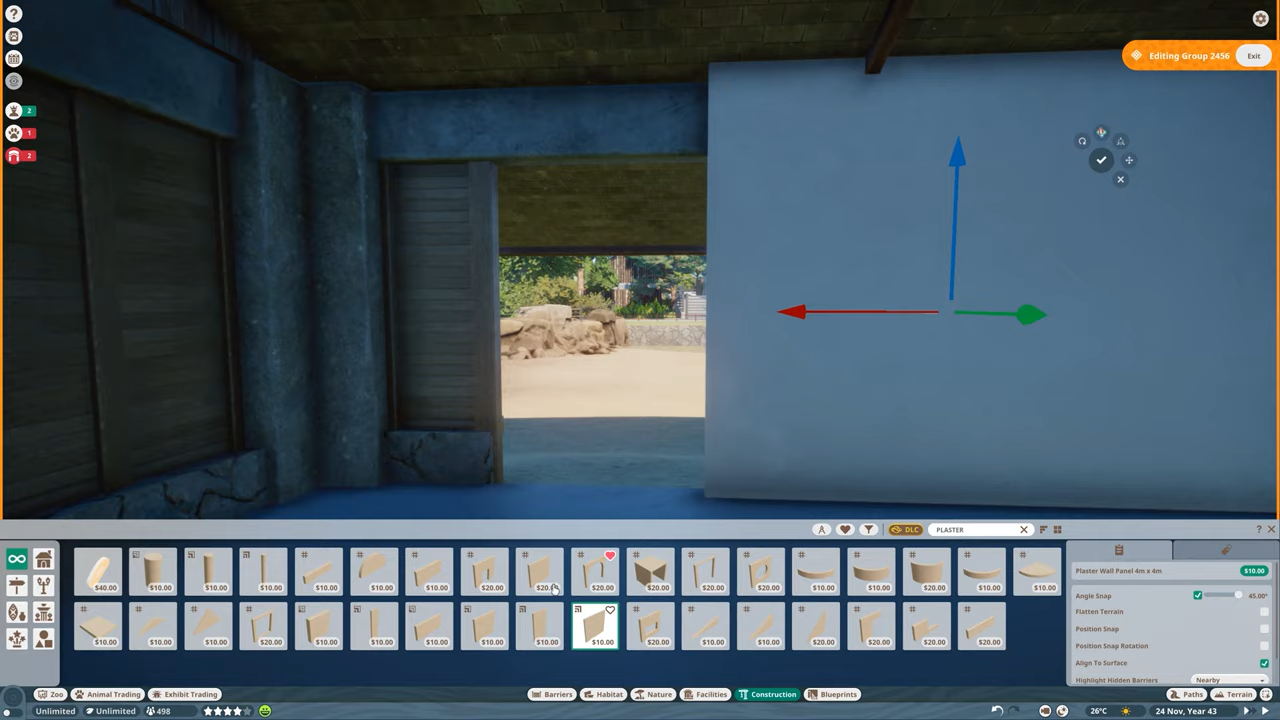 Editing Group 2456
Exit
2
1
2
DLC
PLASTER
$40.00 $10.00 $10.00 $10.00 $10.00 $10.00 $10.00 $20.00 $20.00 $20.00 $20.00 $20.00 $20.00 $10.00 $10.00 $20.00 $10.00 $10.00
$10.00 $10.00 $10.00 $20.00 $10.00 $10.00 $10.00 $10.00 $10.00 $10.00 $20.00 $10.00 $10.00 $20.00 $20.00 $20.00 $20.00
Plaster Wall Panel 4m x 4m $10.00
Angle Snap 45.00°
Flatten Terrain
Position Snap
Position Snap Rotation
Align To Surface
Highlight Hidden Barriers Nearby
Zoo Animal Trading Exhibit Trading Barriers Habitat Nature Facilities Construction Blueprints Paths Terrain
Unlimited Unlimited 498 26°C 24 Nov, Year 43